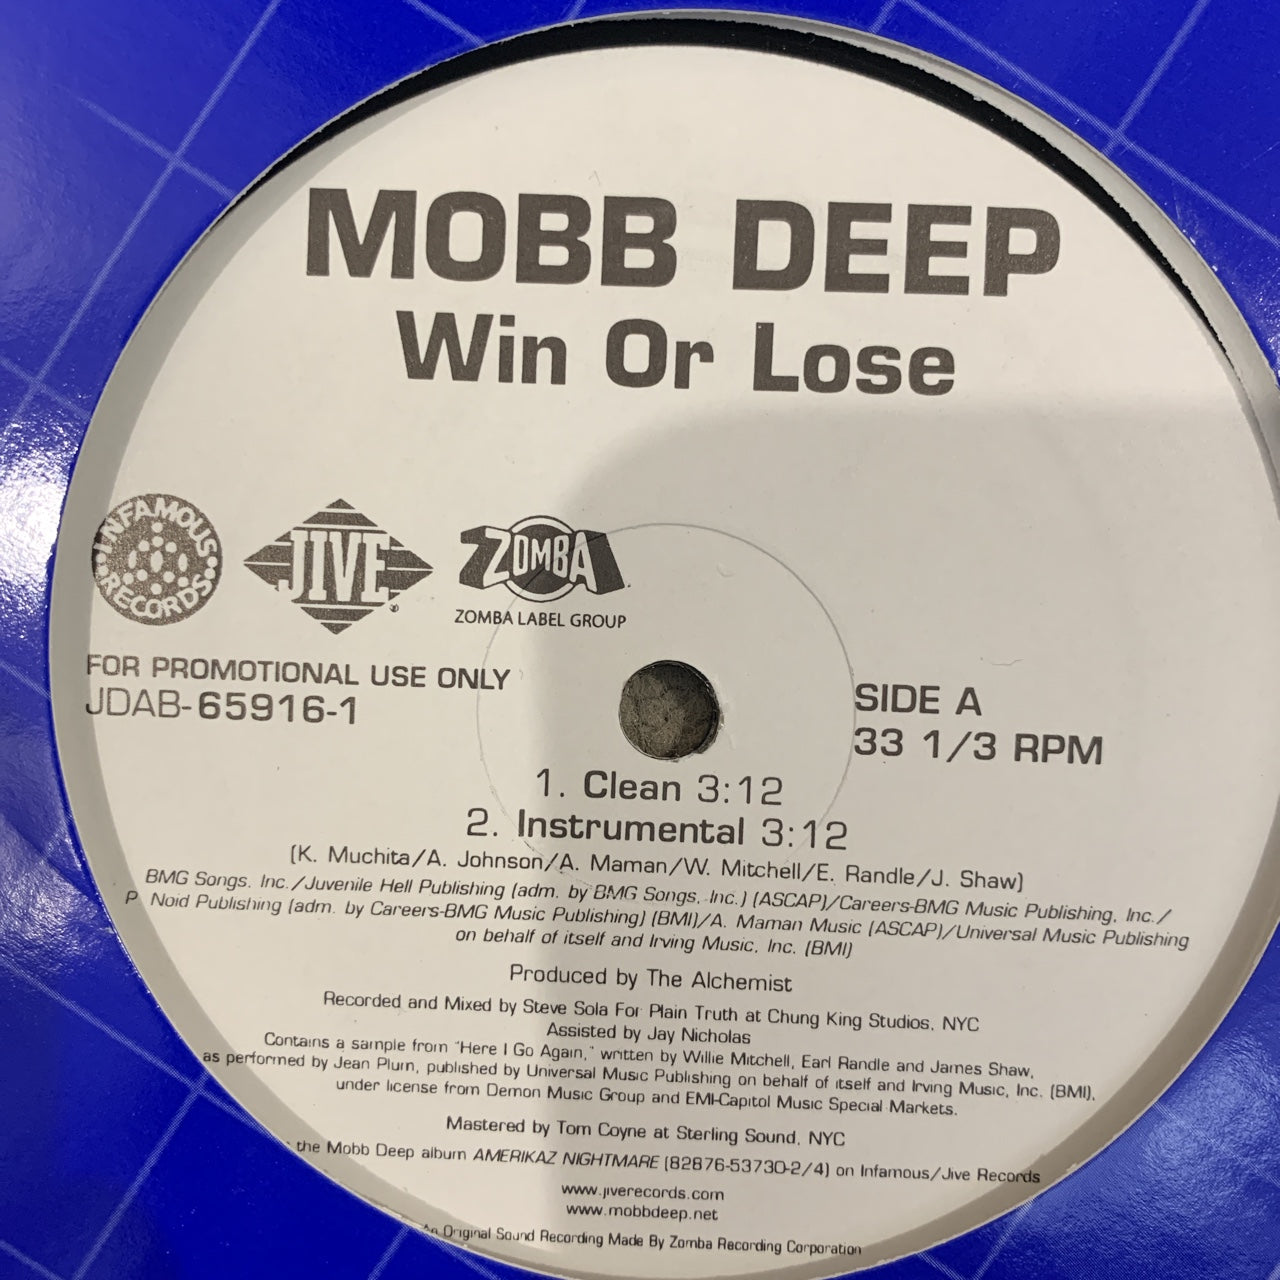 MOBB DEEP
Win Or Lose
INFAMOUS RECORDS
JIVE
ZOMBA
ZOMBA LABEL GROUP
FOR PROMOTIONAL USE ONLY
JDAB-65916-1
SIDE A
33 1/3 RPM
1. Clean 3:12
2. Instrumental 3:12
(K. Muchita/A. Johnson/A. Maman/W. Mitchell/E. Randle/J. Shaw)
BMG Songs. Inc./Juvenile Hell Publishing (adm. by BMG Songs, Inc.) (ASCAP)/Careers-BMG Music Publishing, Inc./
P Noid Publishing (adm. by Careers-BMG Music Publishing) (BMI)/A. Maman Music (ASCAP)/Universal Music Publishing
on behalf of itself and Irving Music, Inc. (BMI)
Produced by The Alchemist
Recorded and Mixed by Steve Sola For Plain Truth at Chung King Studios, NYC
Assisted by Jay Nicholas
Contains a sample from "Here I Go Again," written by Willie Mitchell, Earl Randle and James Shaw,
as performed by Jean Plum, published by Universal Music Publishing on behalf of itself and Irving Music, Inc. (BMI),
under license from Demon Music Group and EMI-Capitol Music Special Markets.
Mastered by Tom Coyne at Sterling Sound, NYC
the Mobb Deep album AMERIKAZ NIGHTMARE (82876-53730-2/4) on Infamous/Jive Records
www.jiverecords.com
www.mobbdeep.net
An Original Sound Recording Made By Zomba Recording Corporation